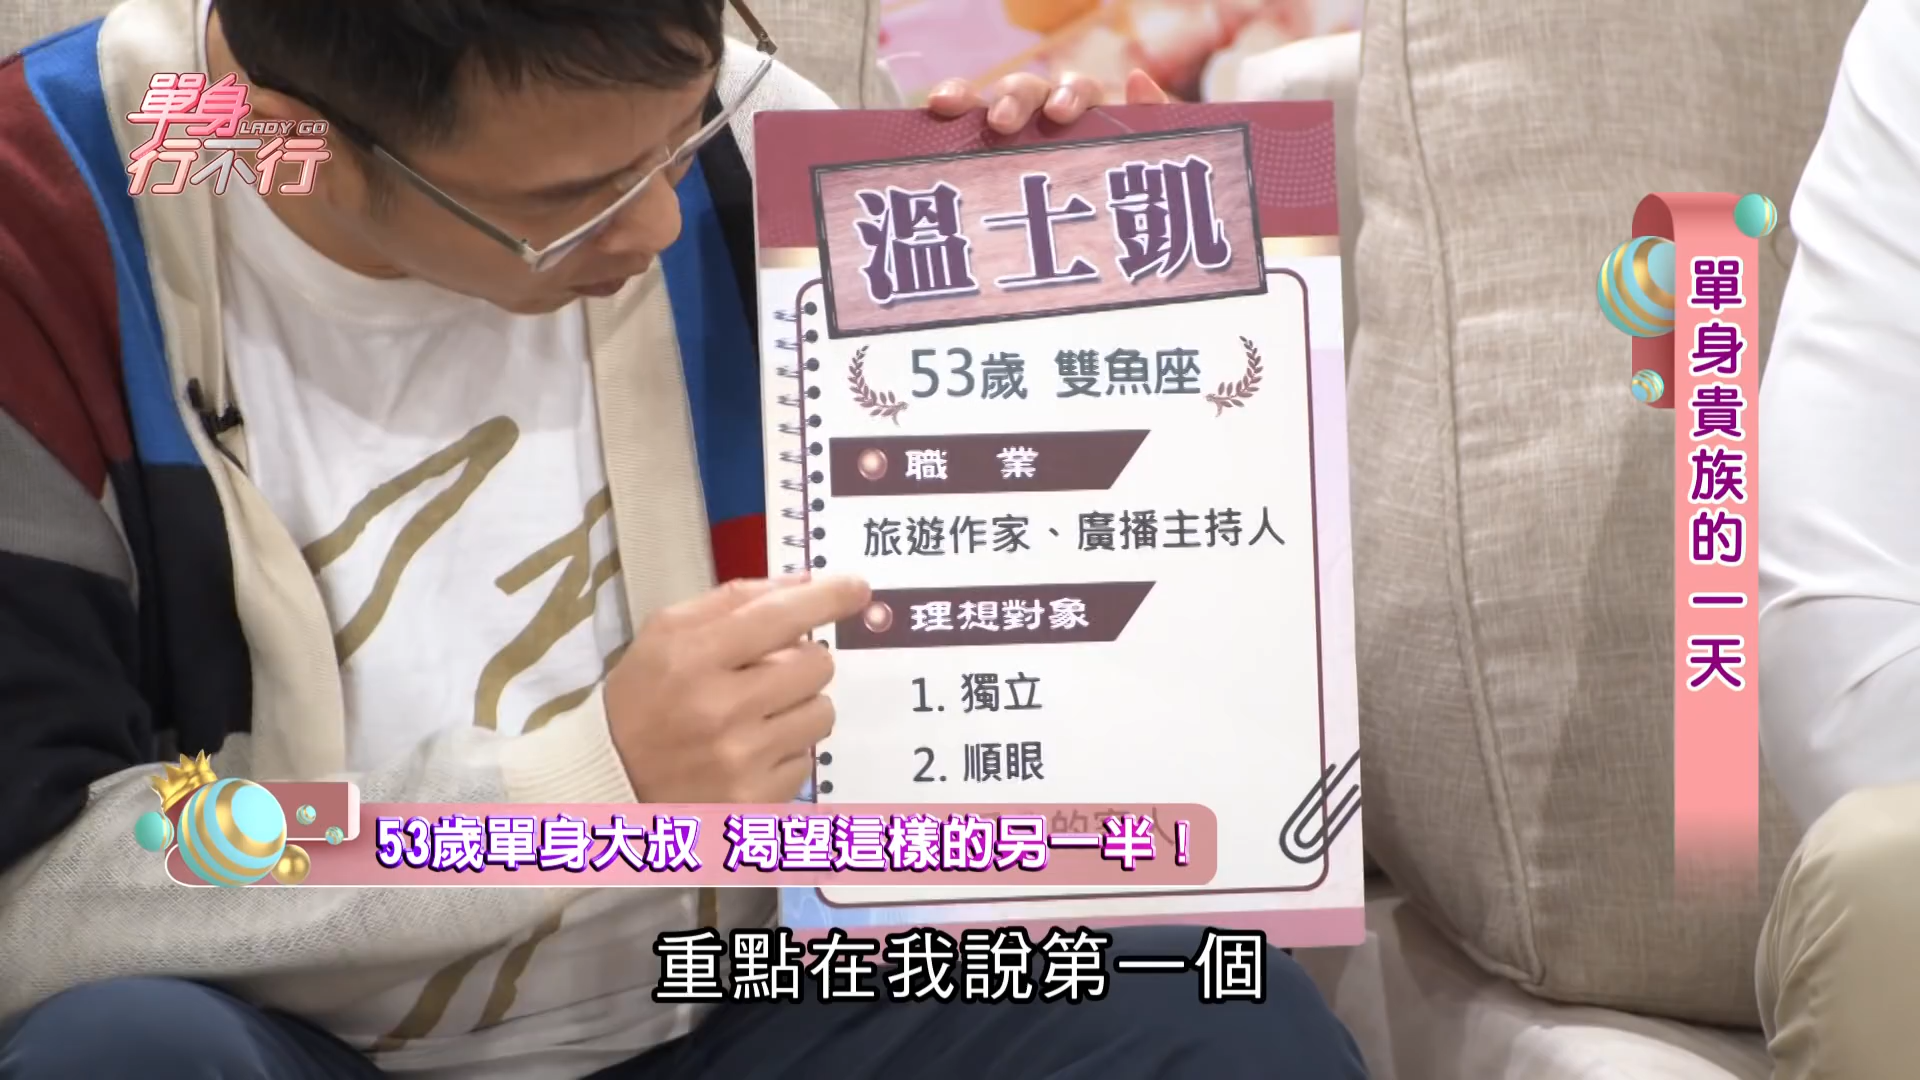 單身
LADY GO
行不行
溫士凱
53歲 雙魚座
職 業
旅遊作家、廣播主持人
理想對象
1. 獨立
2. 順眼
單身貴族的一天
53歲單身大叔 渴望這樣的另一半！
重點在我說第一個